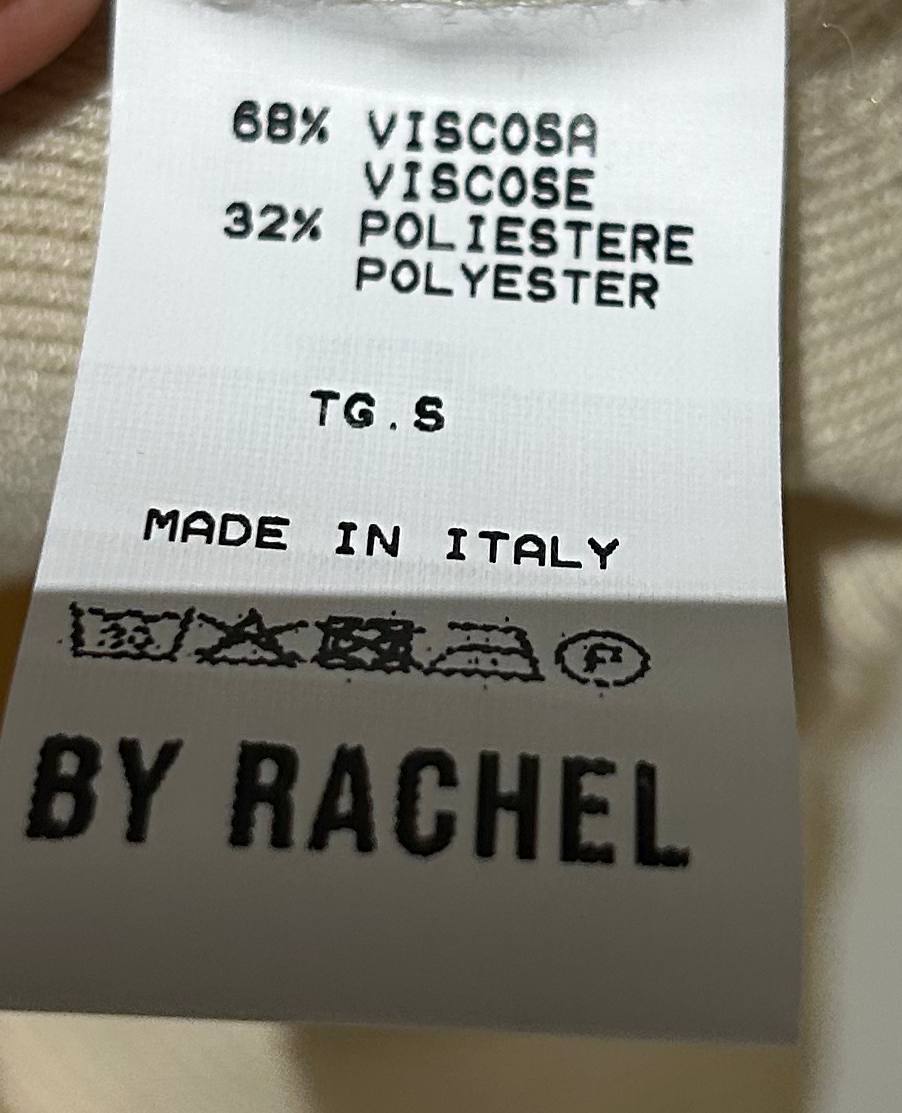 68% VISCOSA
VISCOSE
32% POLIESTERE
POLYESTER
TG.S
MADE IN ITALY
30 F
BY RACHEL